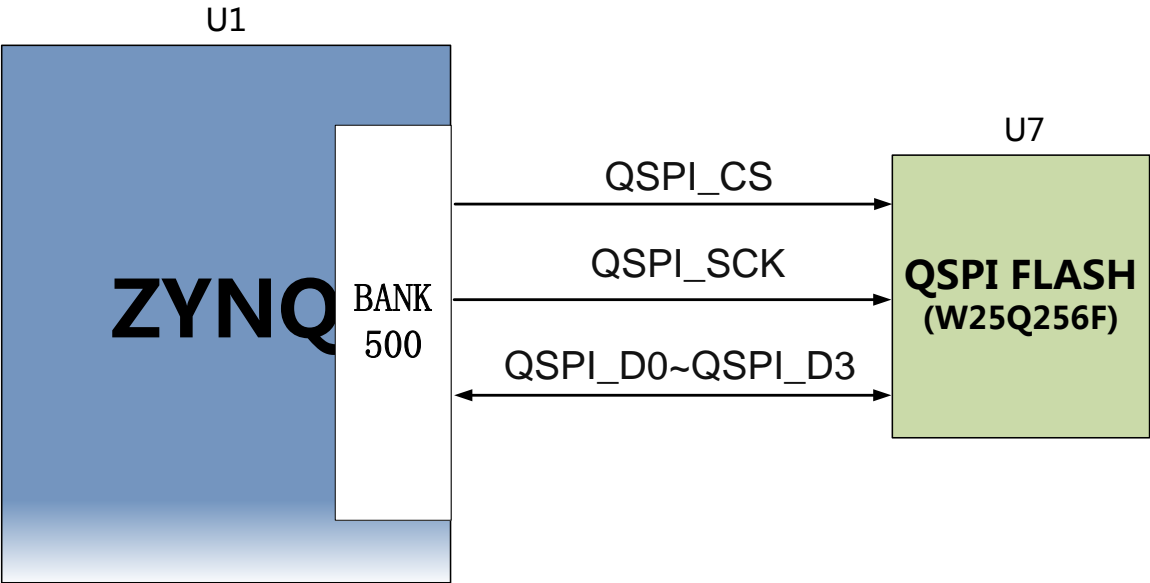 U1
U7
QSPI_CS
QSPI_SCK
ZYNQ
BANK
500
QSPI FLASH
(W25Q256F)
QSPI_D0~QSPI_D3